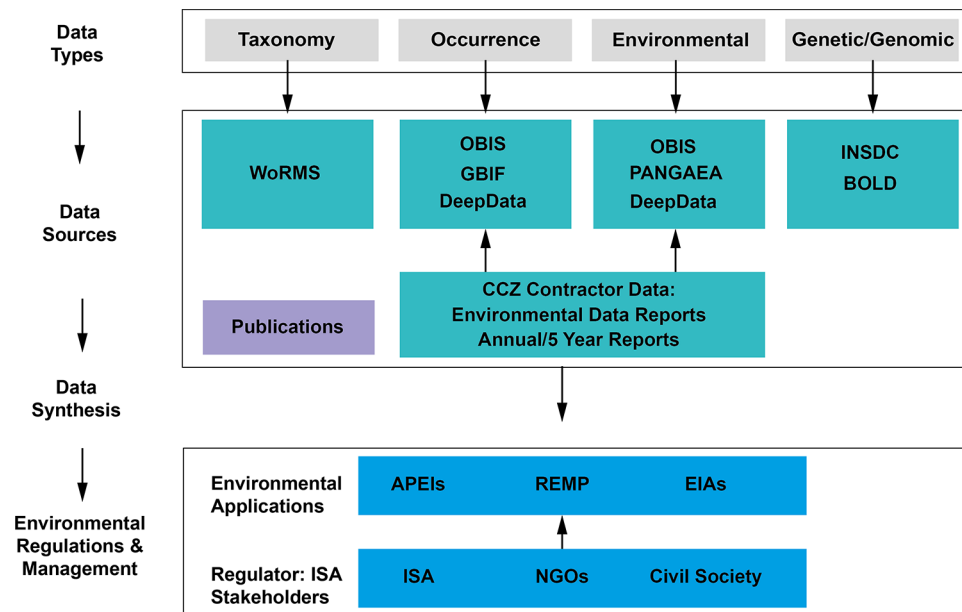 Data
Types
Taxonomy
Occurrence
Environmental
Genetic/Genomic
Data
Sources
WoRMS
OBIS
GBIF
DeepData
OBIS
PANGAEA
DeepData
INSDC
BOLD
Publications
CCZ Contractor Data:
Environmental Data Reports
Annual/5 Year Reports
Data
Synthesis
Environmental
Regulations &
Management
Environmental
Applications
APEIs
REMP
EIAs
Regulator: ISA
Stakeholders
ISA
NGOs
Civil Society